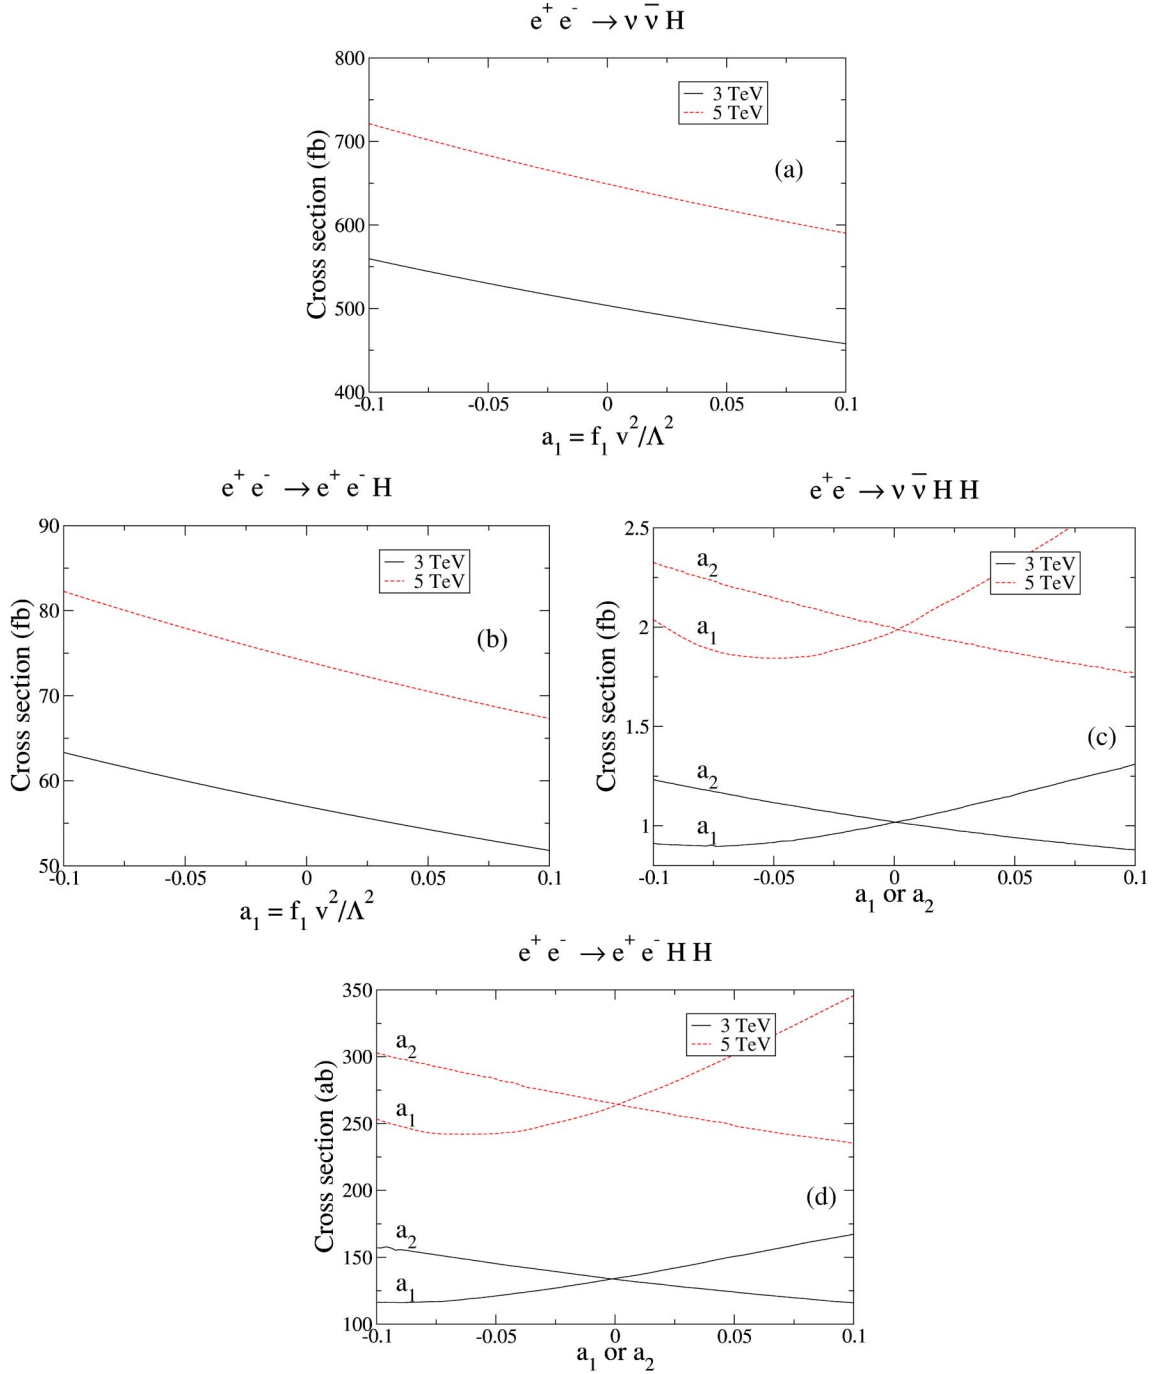 e⁺ e⁻ → ν ν̅ H
800
700
600
500
400
Cross section (fb)
3 TeV
5 TeV
(a)
-0.1 -0.05 0 0.05 0.1
a₁ = f₁ v²/Λ²
e⁺ e⁻ → e⁺ e⁻ H
90
80
70
60
50
Cross section (fb)
3 TeV
5 TeV
(b)
-0.1 -0.05 0 0.05 0.1
a₁ = f₁ v²/Λ²
e⁺ e⁻ → ν ν̅ H H
2.5
2
1.5
1
Cross section (fb)
3 TeV
5 TeV
a₂
a₁
(c)
a₂
a₁
-0.1 -0.05 0 0.05 0.1
a₁ or a₂
e⁺ e⁻ → e⁺ e⁻ H H
350
300
250
200
150
100
Cross section (ab)
3 TeV
5 TeV
a₂
a₁
(d)
a₂
a₁
-0.1 -0.05 0 0.05 0.1
a₁ or a₂